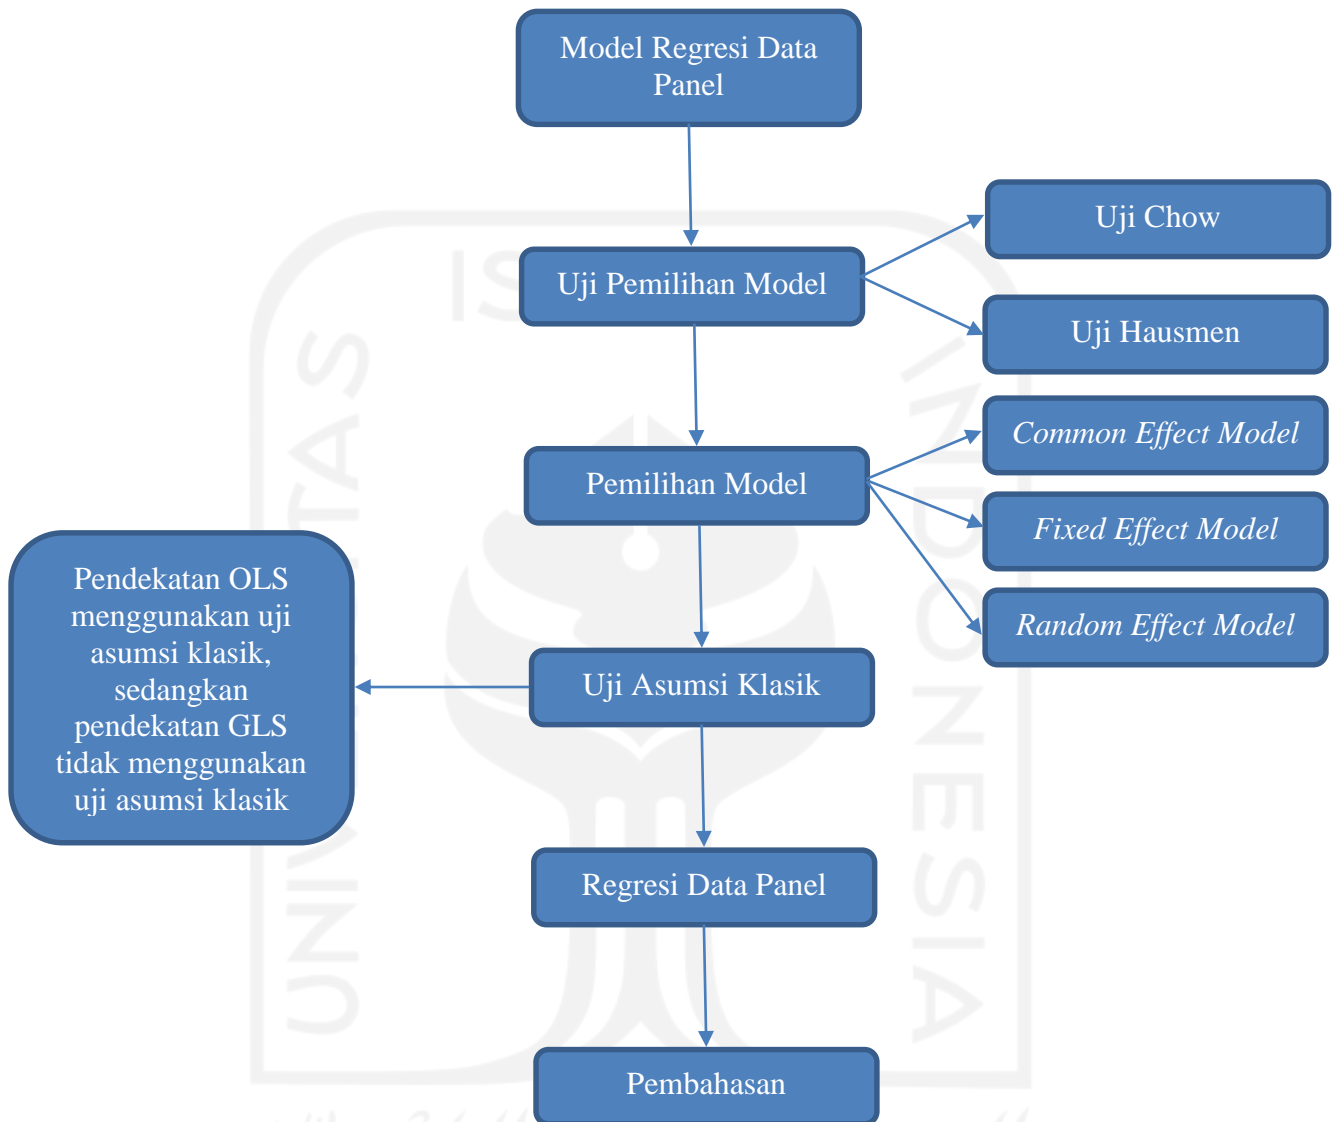 Model Regresi Data
Panel
Uji Chow
Uji Pemilihan Model
Uji Hausmen
Common Effect Model
Pemilihan Model
Fixed Effect Model
Random Effect Model
Pendekatan OLS
menggunakan uji
asumsi klasik,
sedangkan
pendekatan GLS
tidak menggunakan
uji asumsi klasik
Uji Asumsi Klasik
Regresi Data Panel
Pembahasan
INDONESIA